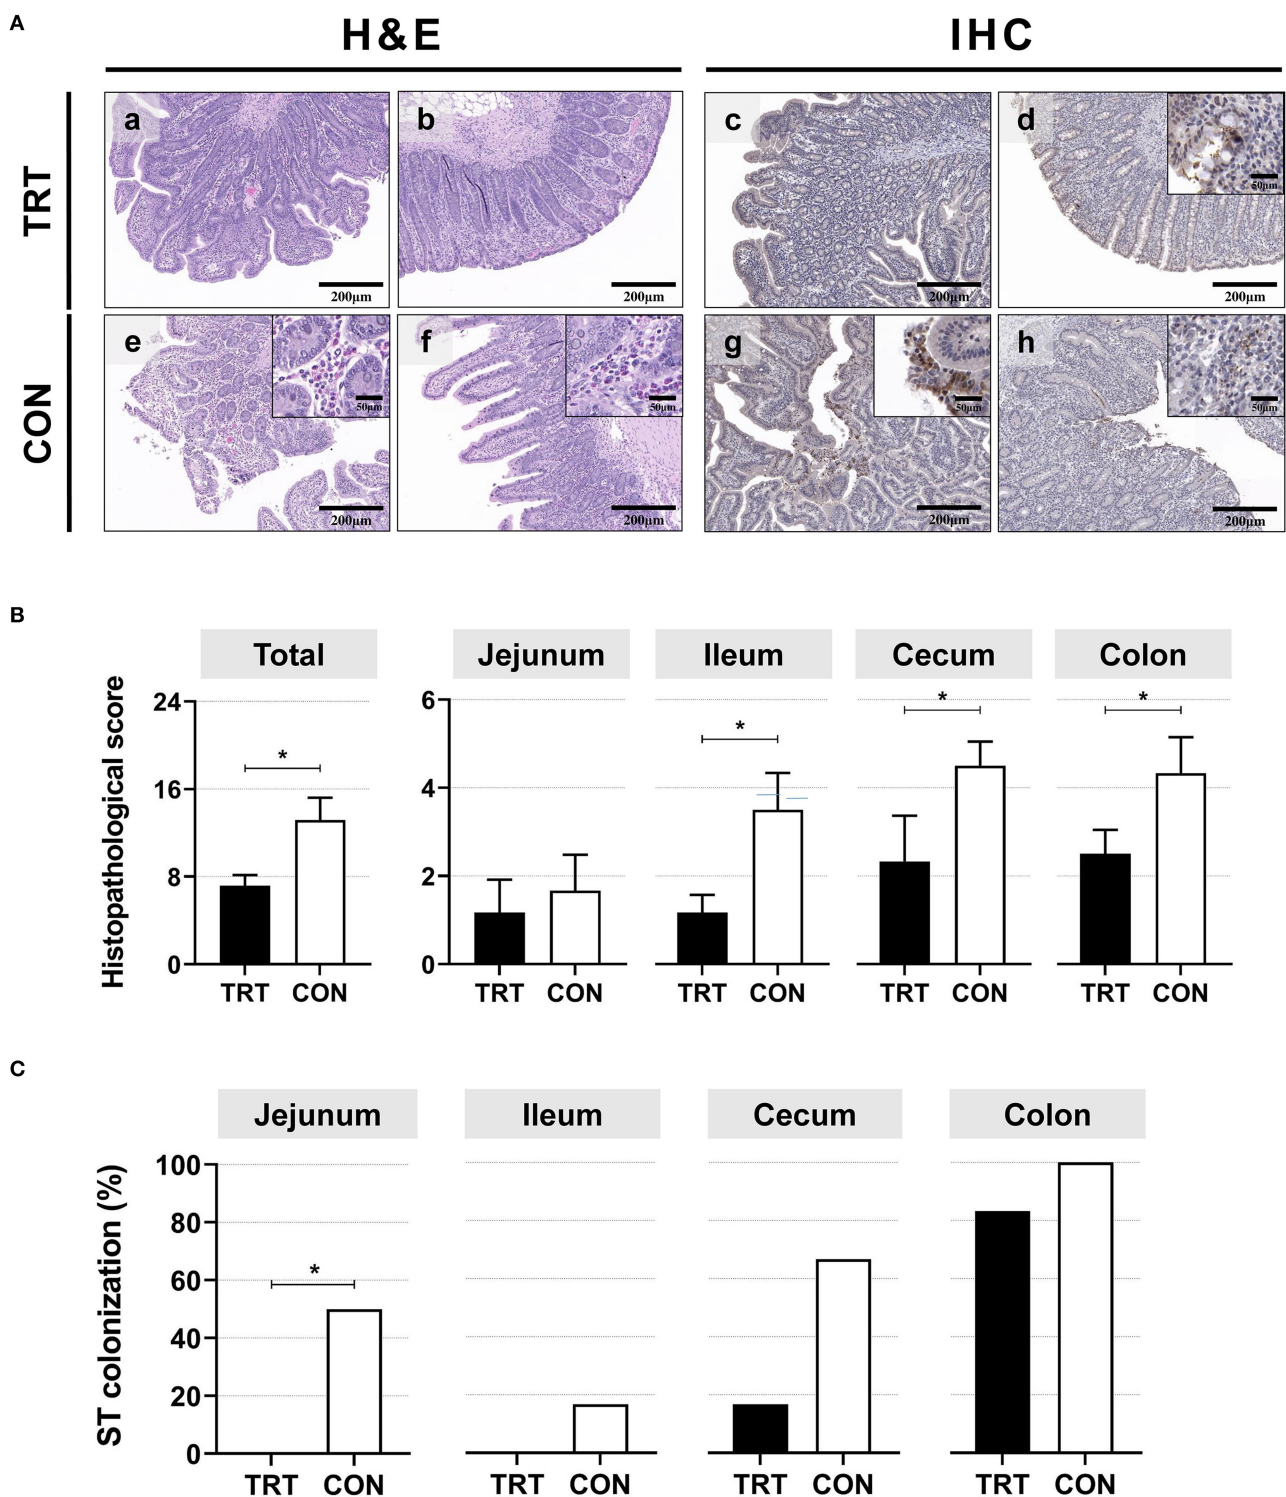 A
H&E IHC
TRT
a
200µm
b
200µm
c
200µm
d
50µm
200µm
CON
e
50µm
200µm
f
50µm
200µm
g
50µm
200µm
h
50µm
200µm
B
Total Jejunum Ileum Cecum Colon
Histopathological score
24
16
8
0
6
4
2
0
* * * *
TRT CON TRT CON TRT CON TRT CON TRT CON
C
Jejunum Ileum Cecum Colon
ST colonization (%)
100
80
60
40
20
0
*
TRT CON TRT CON TRT CON TRT CON